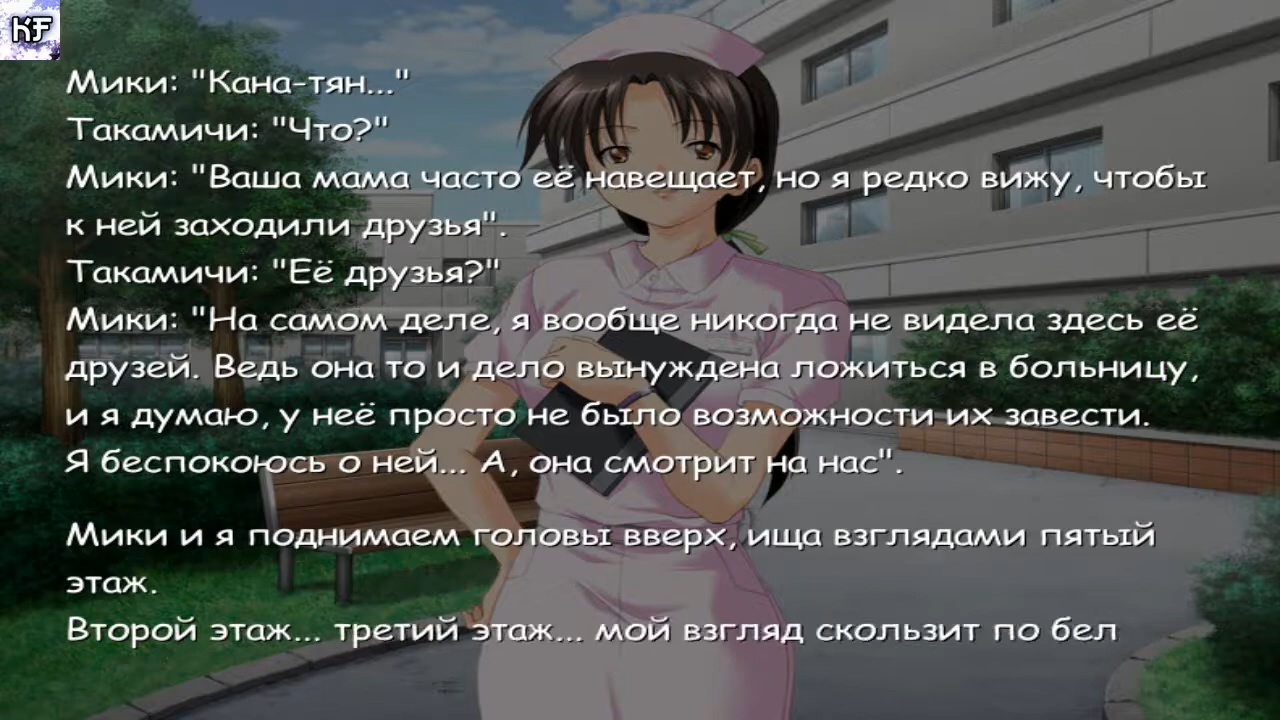 KF
Мики: "Кана-тян..."
Такамичи: "Что?"
Мики: "Ваша мама часто её навещает, но я редко вижу, чтобы
к ней заходили друзья".
Такамичи: "Её друзья?"
Мики: "На самом деле, я вообще никогда не видела здесь её
друзей. Ведь она то и дело вынуждена ложиться в больницу,
и я думаю, у неё просто не было возможности их завести.
Я беспокоюсь о ней... А, она смотрит на нас".
Мики и я поднимаем головы вверх, ища взглядами пятый
этаж.
Второй этаж... третий этаж... мой взгляд скользит по бел